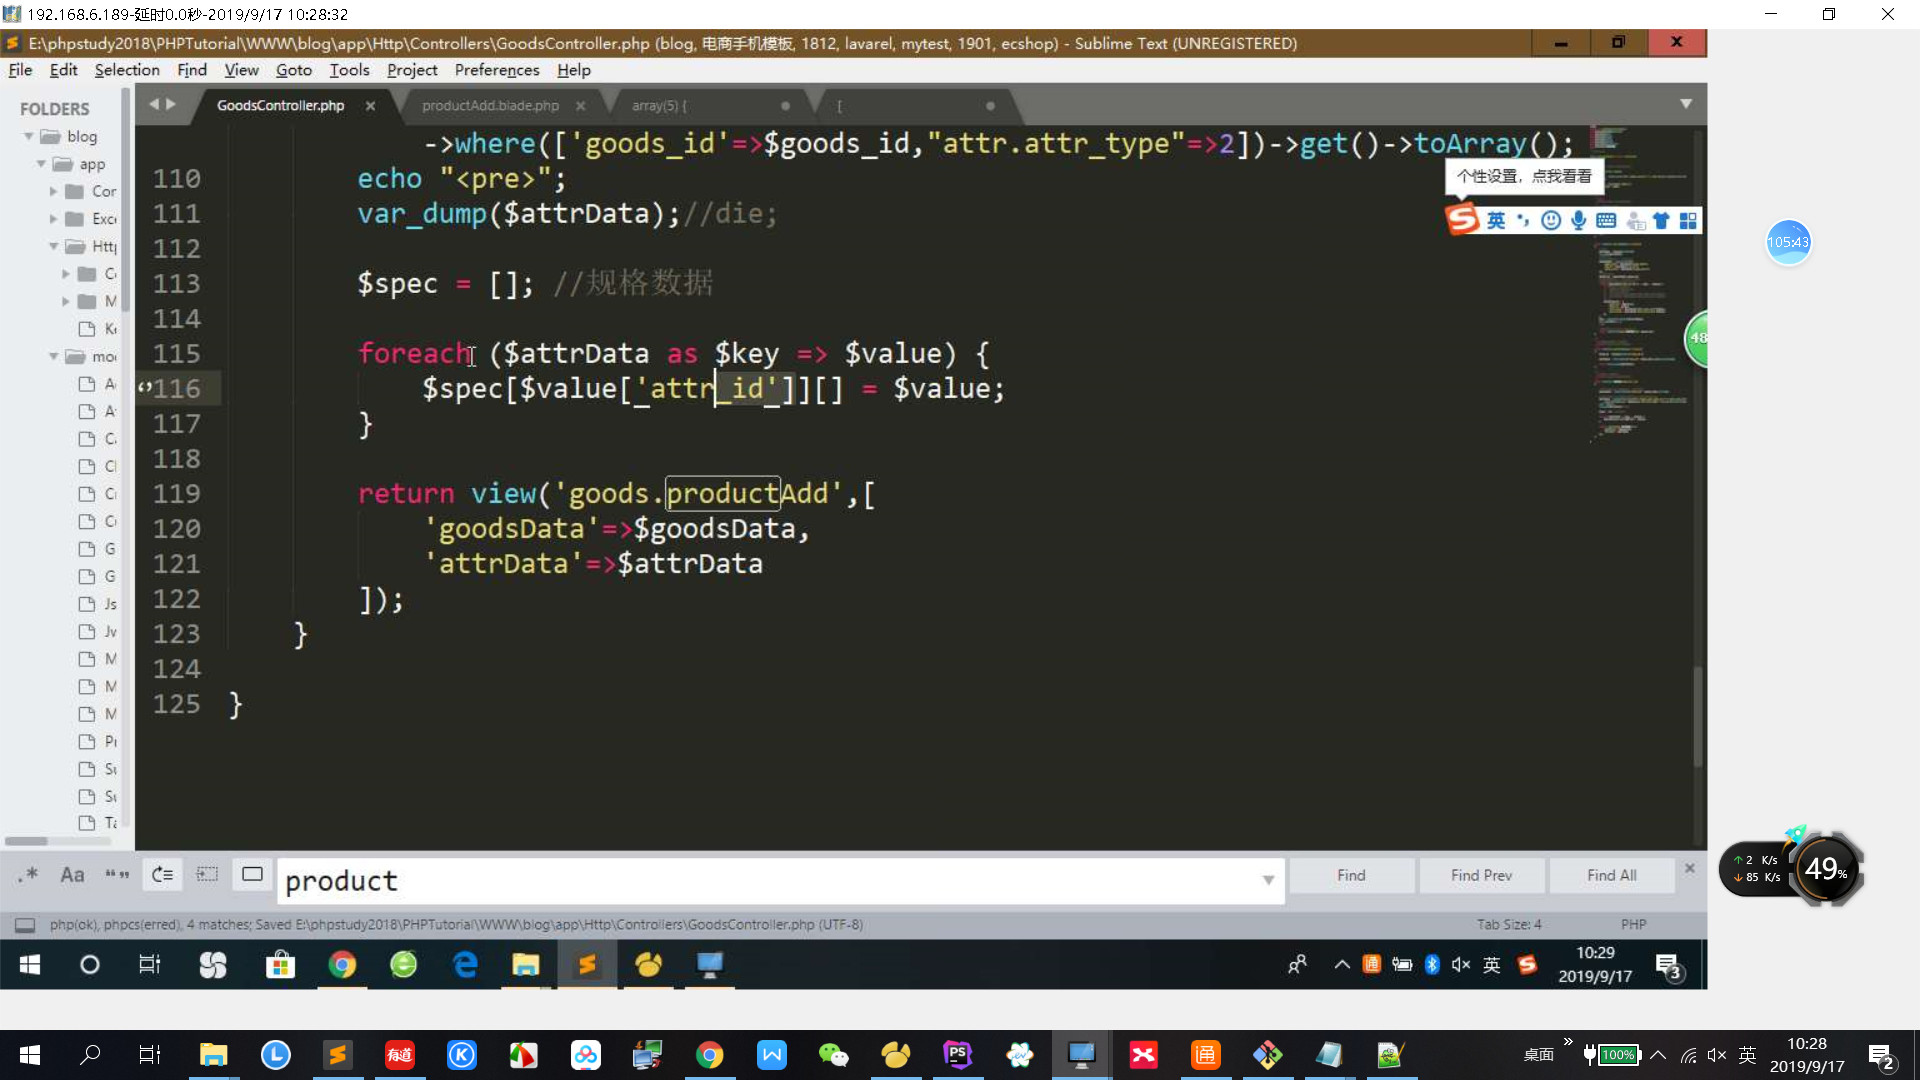 192.168.6.189-延时0.0秒-2019/9/17 10:28:32
E:\phpstudy2018\PHPTutorial\WWW\blog\app\Http\Controllers\GoodsController.php (blog, 电商手机模板, 1812, lavarel, mytest, 1901, ecshop) - Sublime Text (UNREGISTERED)
File Edit Selection Find View Goto Tools Project Preferences Help
FOLDERS
blog
app
Cor
Exce
Http
C
M
Ke
mod
GoodsController.php
productAdd.blade.php
array(5) {
[
->where(['goods_id'=>$goods_id,"attr.attr_type"=>2])->get()->toArray();
110 echo "<pre>";
111 var_dump($attrData);//die;
112
113 $spec = []; //规格数据
114
115 foreach ($attrData as $key => $value) {
116 $spec[$value['attr_id']][] = $value;
117 }
118
119 return view('goods.productAdd',[
120 'goodsData'=>$goodsData,
121 'attrData'=>$attrData
122 ]);
123 }
124
125 }
个性设置，点我看看
英
105:43
48
2 K/s
85 K/s
49%
.* Aa “”
product
Find
Find Prev
Find All
php(ok), phpcs(erred), 4 matches; Saved E:\phpstudy2018\PHPTutorial\WWW\blog\app\Http\Controllers\GoodsController.php (UTF-8)
Tab Size: 4
PHP
英
10:29
2019/9/17
3
有道
PS
通
桌面
100%
英
10:28
2019/9/17
2